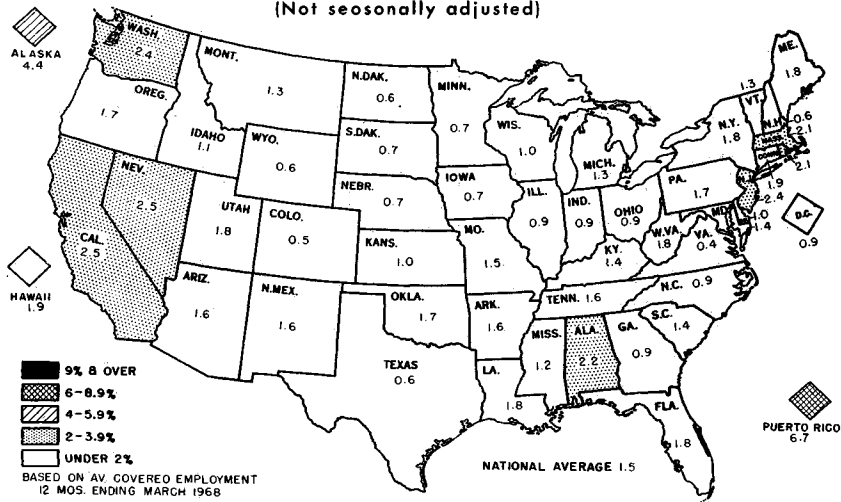 (Not seasonally adjusted)
ALASKA
4.4
WASH.
2.4
MONT.
1.3
OREG.
1.7
IDAHO
1.1
WYO.
0.6
N.DAK.
0.6
S.DAK.
0.7
NEBR.
0.7
MINN.
0.7
IOWA
0.7
WIS.
1.0
MICH.
1.3
ILL.
0.9
IND.
0.9
OHIO
0.9
PA.
1.7
N.Y.
1.8
1.3
VT.
N.H.
ME.
1.8
0.6
2.1
2.1
1.9
N.J.
2.4
MD.
1.0
1.4
D.C.
0.9
NEV.
2.5
CAL.
2.5
UTAH
1.8
COLO.
0.5
KANS.
1.0
MO.
1.5
KY.
1.4
W.VA.
1.8
VA.
0.4
HAWAII
1.9
ARIZ.
1.6
N.MEX.
1.6
OKLA.
1.7
ARK.
1.6
TENN. 1.6
N.C. 0.9
S.C.
1.4
MISS.
1.2
ALA.
2.2
GA.
0.9
TEXAS
0.6
LA.
1.8
FLA.
1.8
9% & OVER
6-8.9%
4-5.9%
2-3.9%
UNDER 2%
BASED ON AV. COVERED EMPLOYMENT
12 MOS. ENDING MARCH 1968
NATIONAL AVERAGE 1.5
PUERTO RICO
6.7